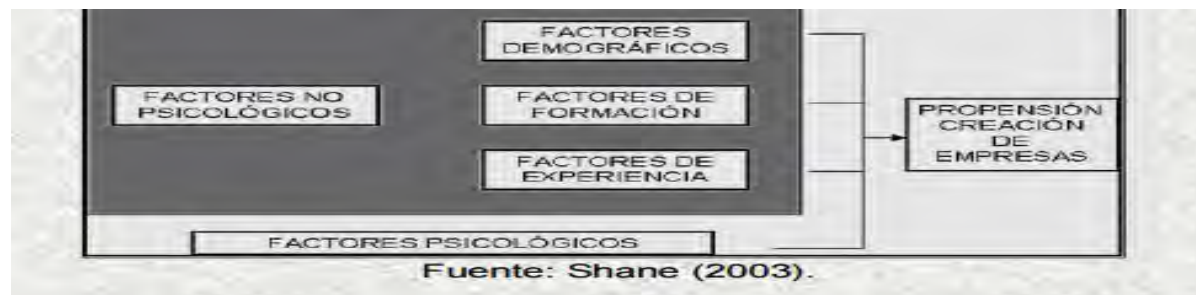 FACTORES
DEMOGRÁFICOS
FACTORES NO
PSICOLÓGICOS
FACTORES DE
FORMACIÓN
PROPENSIÓN
CREACIÓN
DE
EMPRESAS
FACTORES DE
EXPERIENCIA
FACTORES PSICOLÓGICOS
Fuente: Shane (2003).